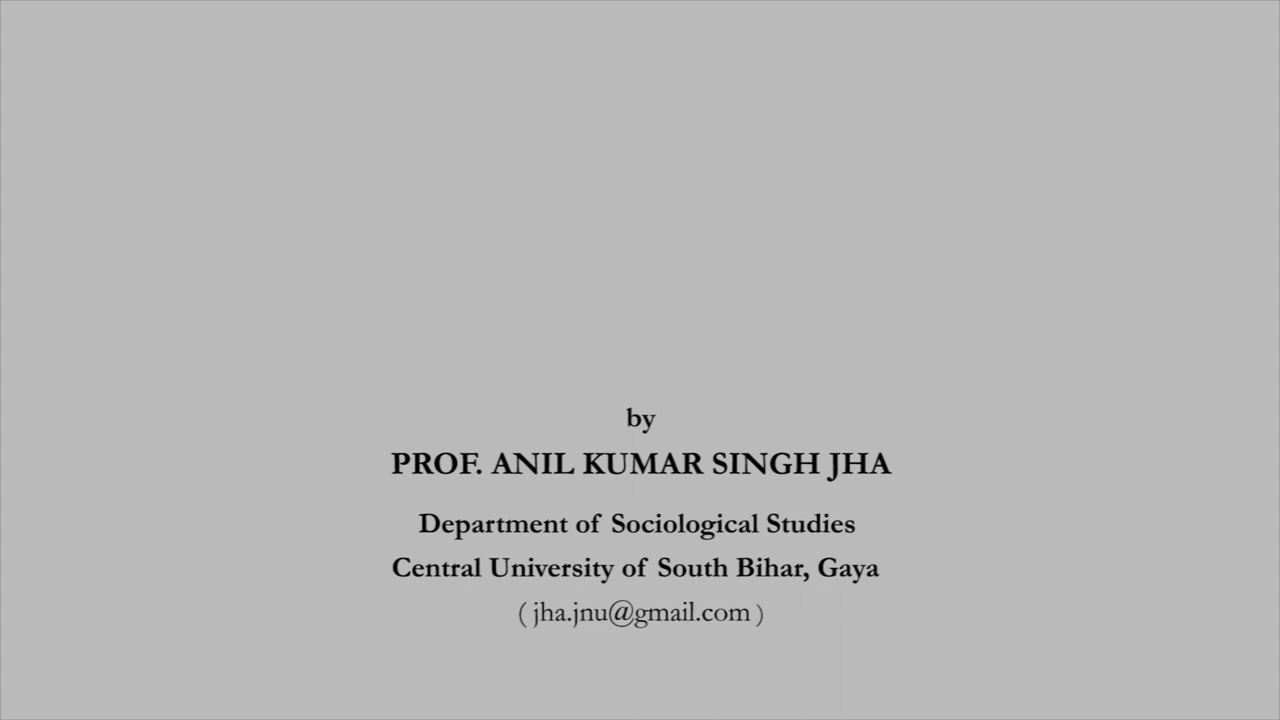 by
PROF. ANIL KUMAR SINGH JHA
Department of Sociological Studies
Central University of South Bihar, Gaya
( jha.jnu@gmail.com )